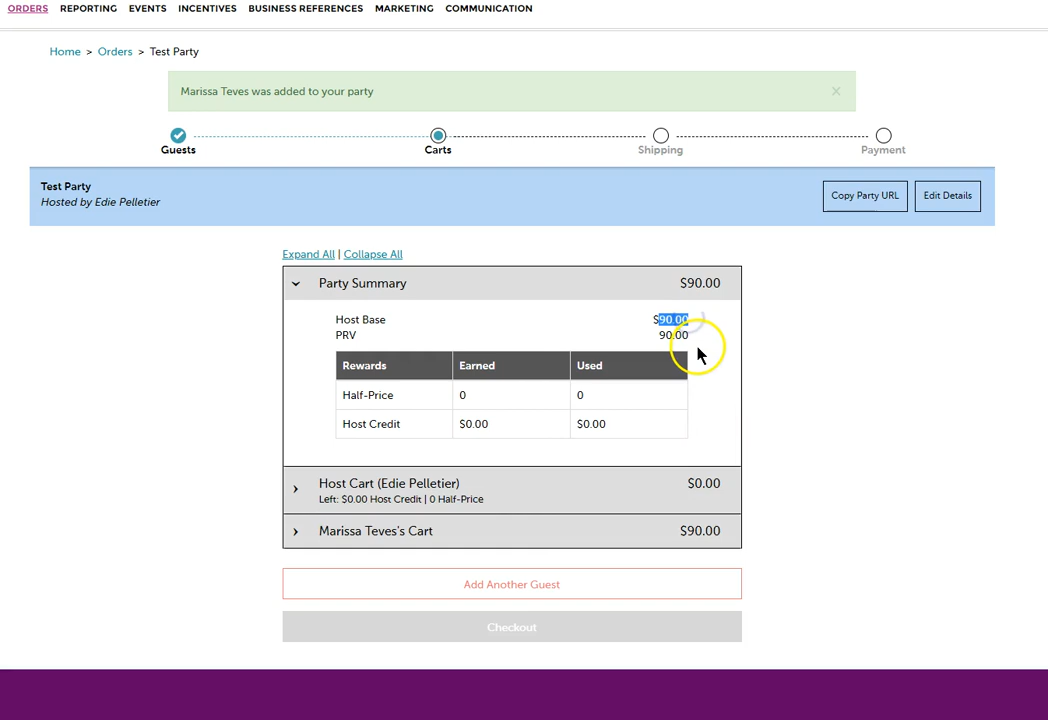 ORDERS REPORTING EVENTS INCENTIVES BUSINESS REFERENCES MARKETING COMMUNICATION
Home > Orders > Test Party
Marissa Teves was added to your party ×
Guests Carts Shipping Payment
Test Party
Hosted by Edie Pelletier
Copy Party URL Edit Details
Expand All | Collapse All
Party Summary $90.00
Host Base $90.00
PRV 90.00
Rewards Earned Used
Half-Price 0 0
Host Credit $0.00 $0.00
Host Cart (Edie Pelletier) $0.00
Left: $0.00 Host Credit | 0 Half-Price
Marissa Teves's Cart $90.00
Add Another Guest
Checkout